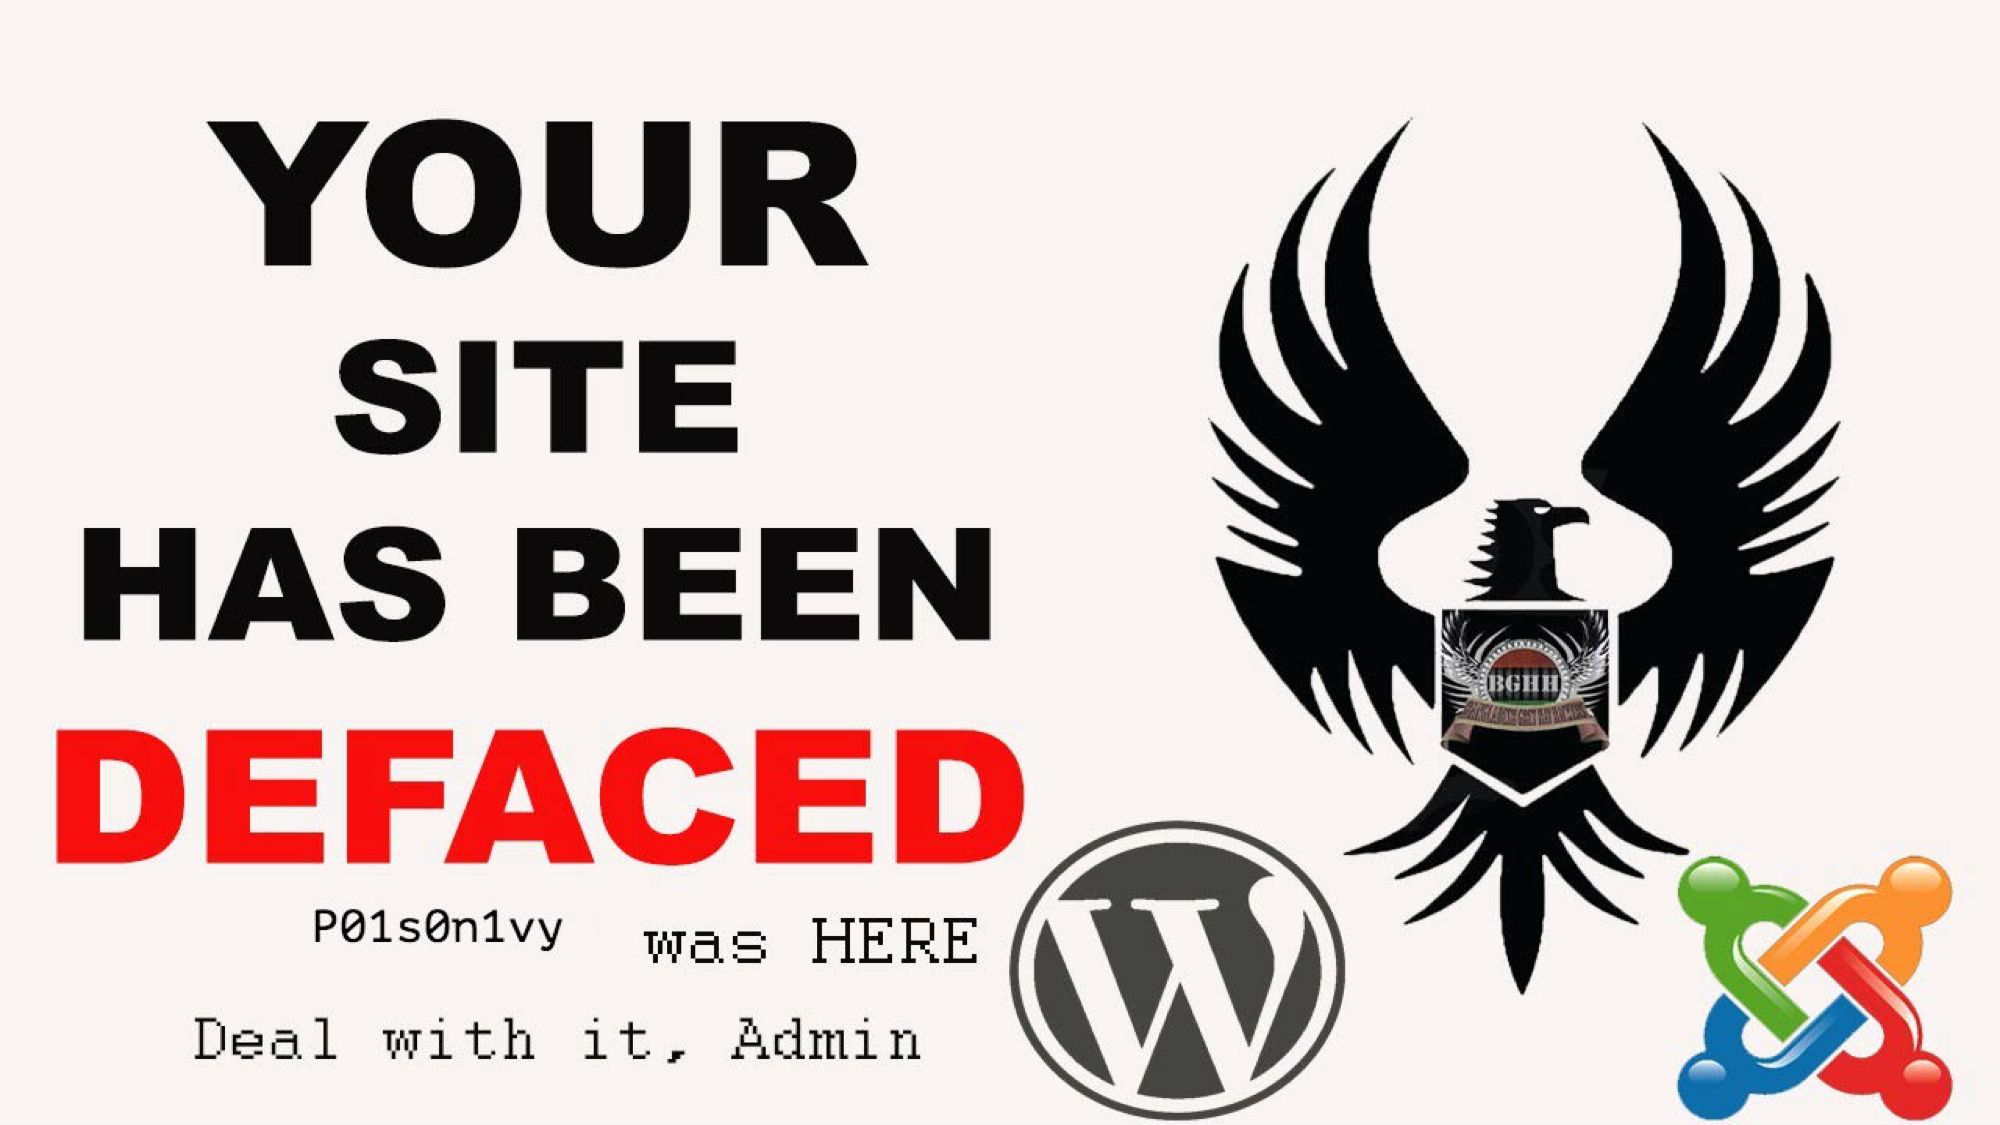 YOUR
SITE
HAS BEEN
DEFACED
P01s0n1vy was HERE
Deal with it, Admin
BGHH